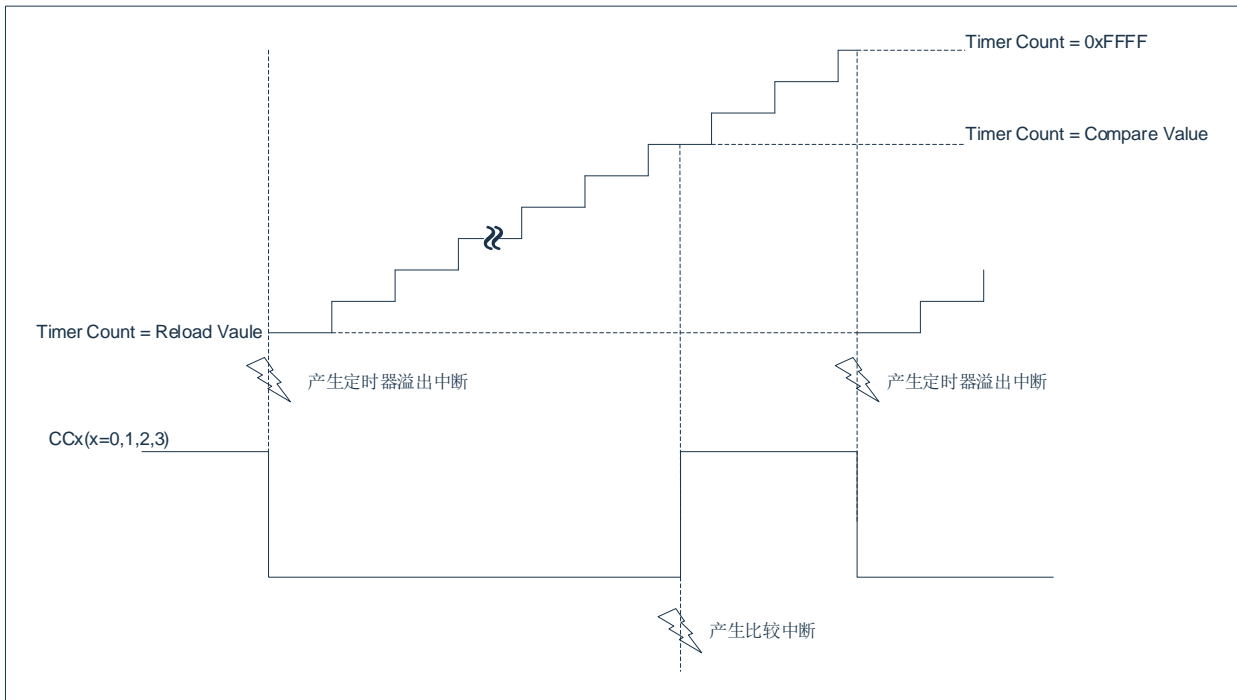 Timer Count = 0xFFFF
Timer Count = Compare Value
Timer Count = Reload Vaule
产生定时器溢出中断
产生定时器溢出中断
CCx(x=0,1,2,3)
产生比较中断